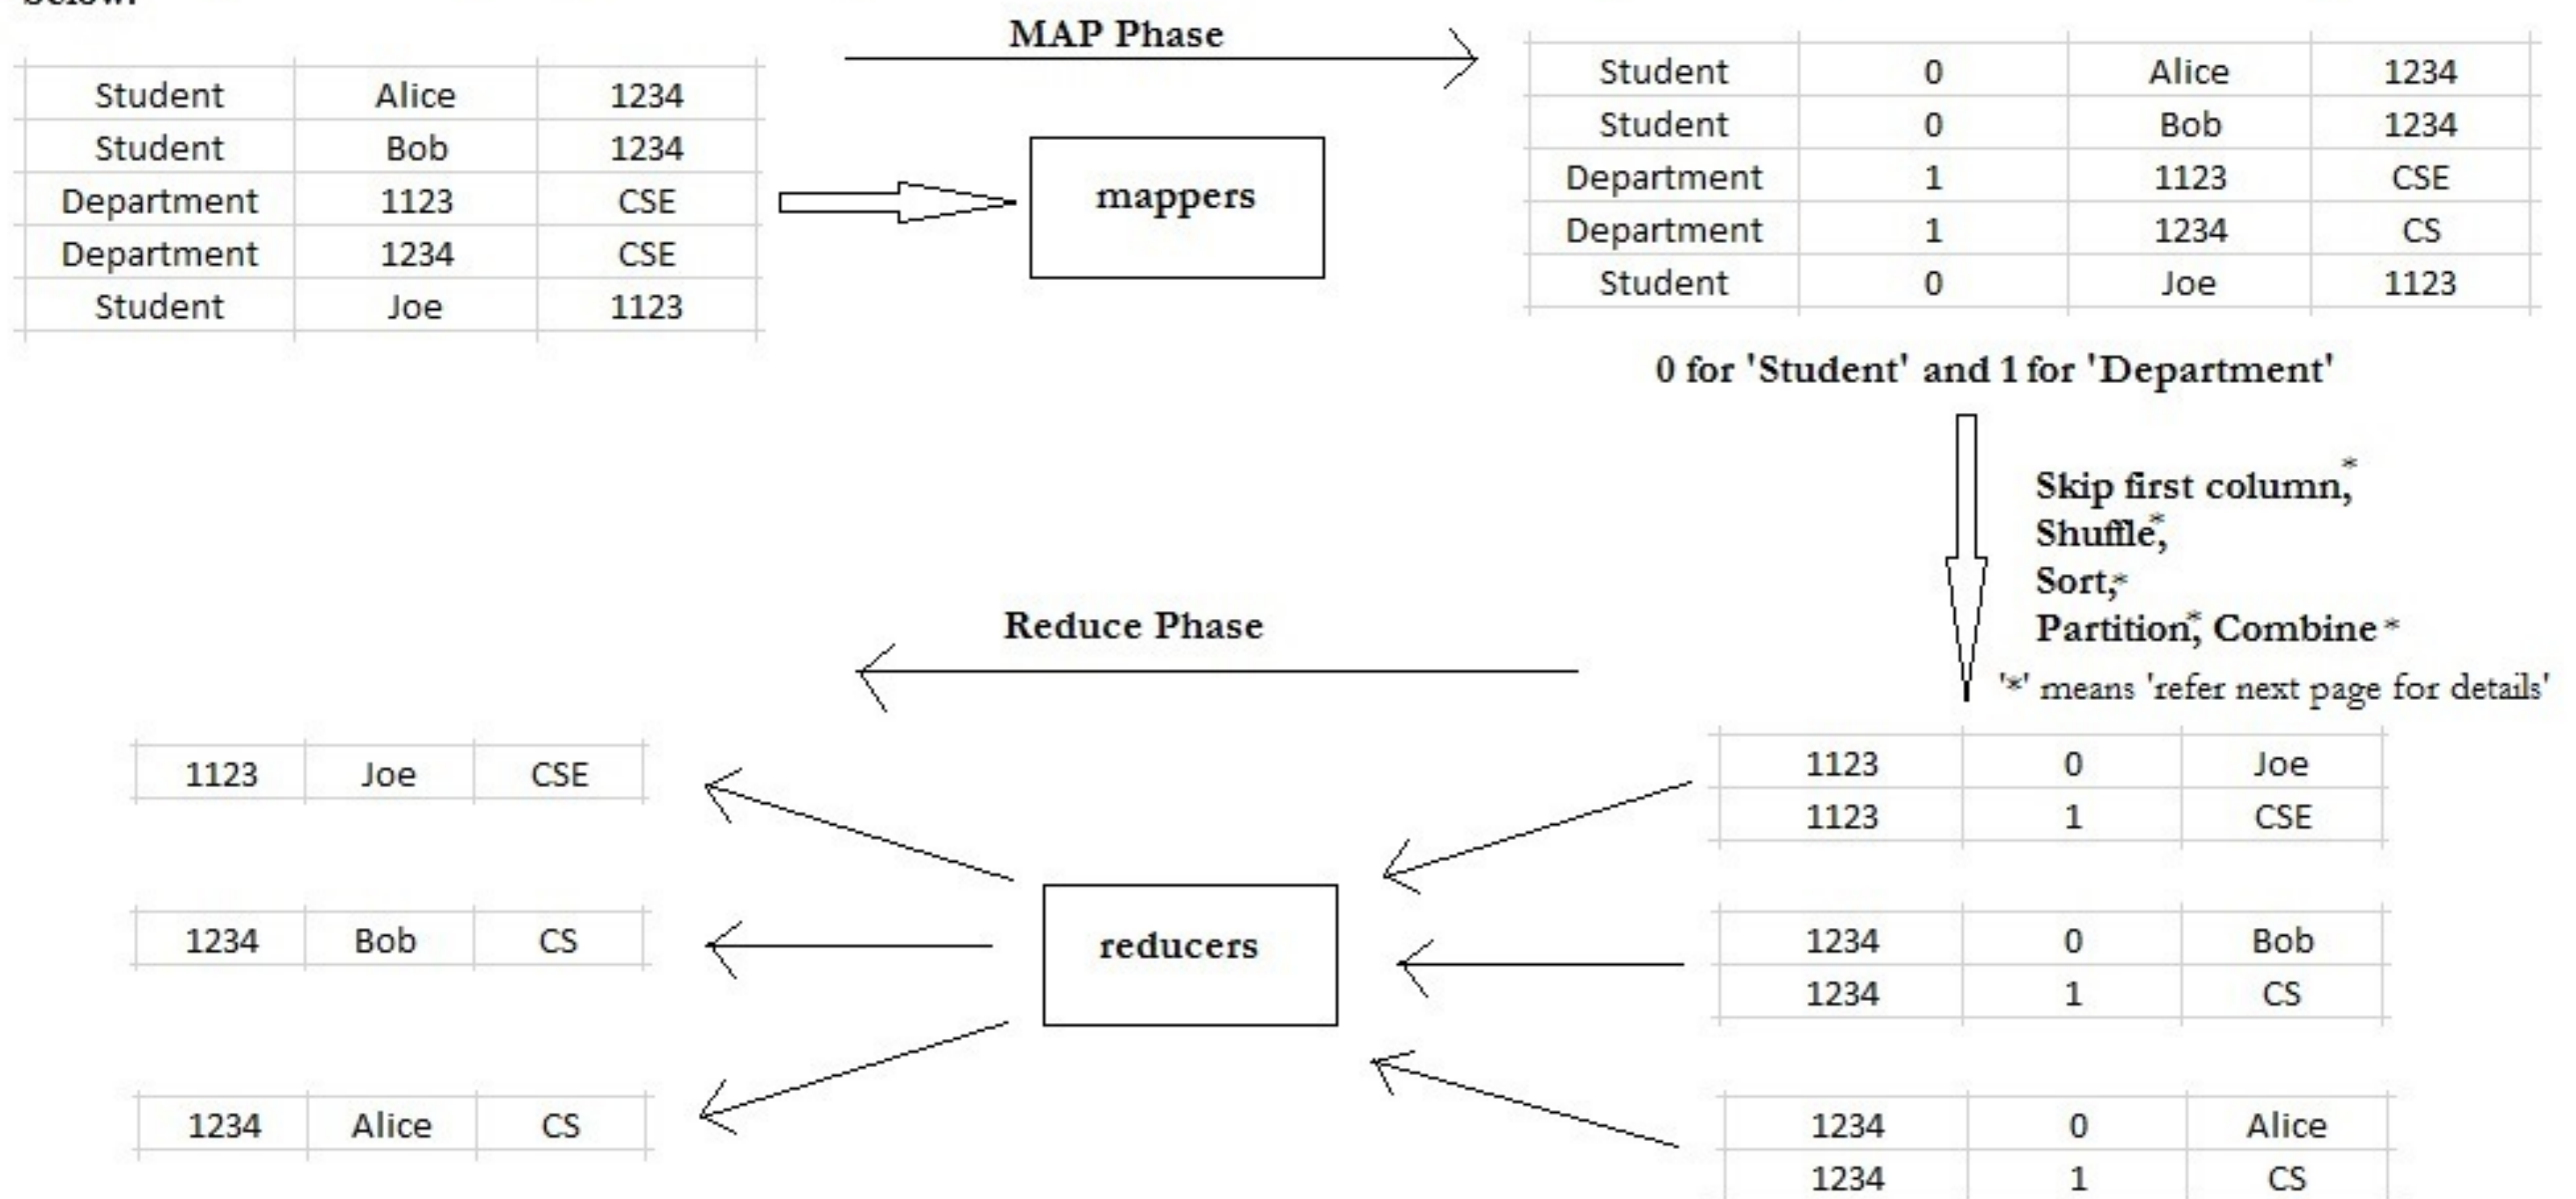 below:
MAP Phase
Student Alice 1234
Student Bob 1234
Department 1123 CSE
Department 1234 CSE
Student Joe 1123
mappers
Student 0 Alice 1234
Student 0 Bob 1234
Department 1 1123 CSE
Department 1 1234 CS
Student 0 Joe 1123
0 for 'Student' and 1 for 'Department'
Skip first column,*
Shuffle*,
Sort,*
Partition*, Combine*
'*' means 'refer next page for details'
Reduce Phase
1123 0 Joe
1123 1 CSE
1234 0 Bob
1234 1 CS
1234 0 Alice
1234 1 CS
reducers
1123 Joe CSE
1234 Bob CS
1234 Alice CS